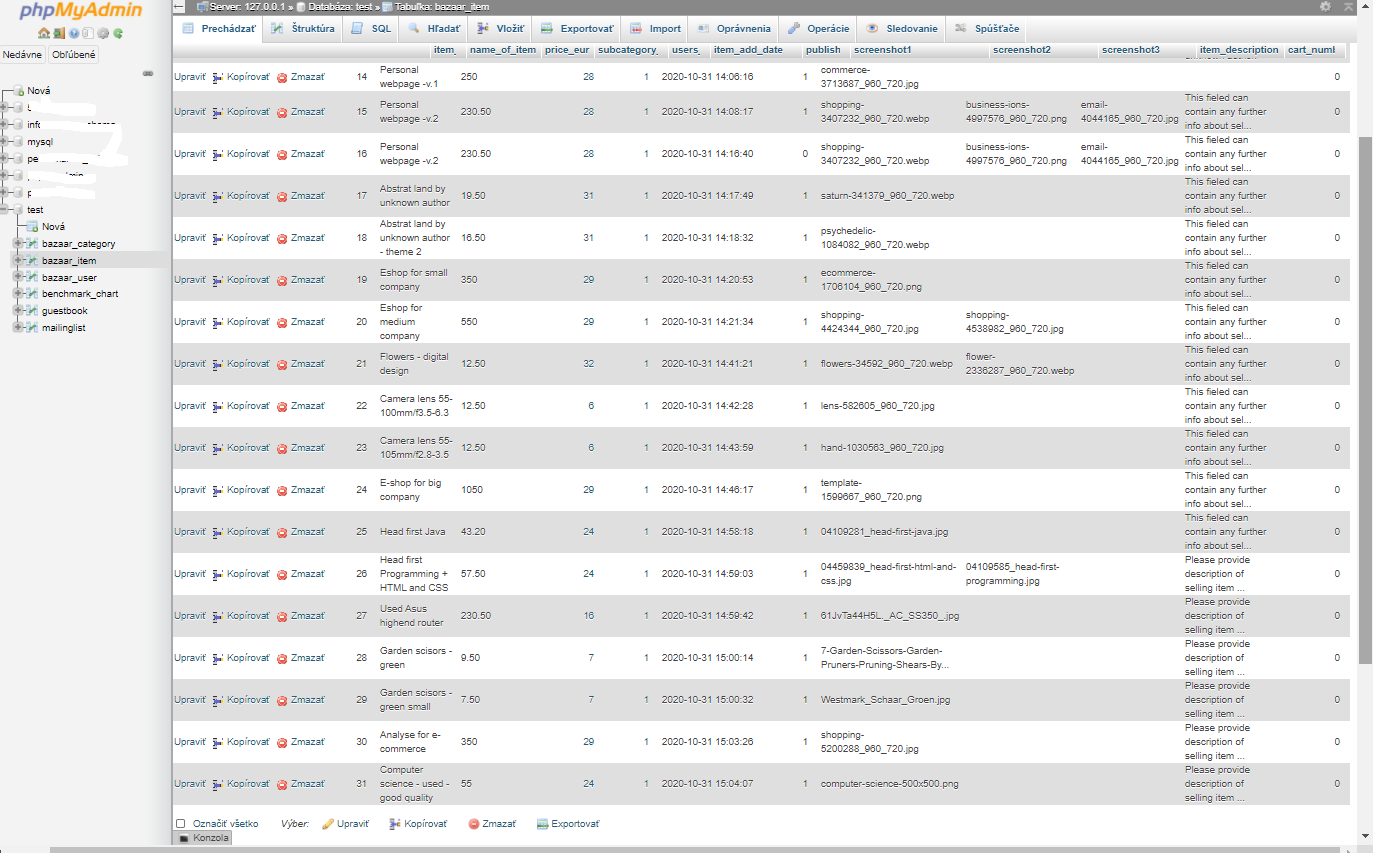 phpMyAdmin
Server: 127.0.0.1 » Databáza: test » Tabuľka: bazaar_item
Nedávne Obľúbené
Prechádzať Štruktúra SQL Hľadať Vložiť Exportovať Import Oprávnenia Operácie Sledovanie Spúšťače
Nová
mysql
test
Nová
bazaar_category
bazaar_item
bazaar_user
benchmark_chart
guestbook
mailinglist
item_ name_of_item price_eur subcategory_ users_ item_add_date publish screenshot1 screenshot2 screenshot3 item_description cart_numl
Upraviť Kopírovať Zmazať 14 Personal webpage -v.1 250 28 1 2020-10-31 14:06:16 1 commerce-3713687_960_720.jpg 0
Upraviť Kopírovať Zmazať 15 Personal webpage -v.2 230.50 28 1 2020-10-31 14:08:17 1 shopping-3407232_960_720.webp business-ions-4997576_960_720.png email-4044165_960_720.jpg This fieled can contain any further info about sel... 0
Upraviť Kopírovať Zmazať 16 Personal webpage -v.2 230.50 28 1 2020-10-31 14:16:40 0 shopping-3407232_960_720.webp business-ions-4997576_960_720.png email-4044165_960_720.jpg This fieled can contain any further info about sel... 0
Upraviť Kopírovať Zmazať 17 Abstrat land by unknown author 19.50 31 1 2020-10-31 14:17:49 1 saturn-341379_960_720.webp This fieled can contain any further info about sel... 0
Upraviť Kopírovať Zmazať 18 Abstrat land by unknown author - theme 2 16.50 31 1 2020-10-31 14:18:32 1 psychedelic-1084082_960_720.webp This fieled can contain any further info about sel... 0
Upraviť Kopírovať Zmazať 19 Eshop for small company 350 29 1 2020-10-31 14:20:53 1 ecommerce-1706104_960_720.png This fieled can contain any further info about sel... 0
Upraviť Kopírovať Zmazať 20 Eshop for medium company 550 29 1 2020-10-31 14:21:34 1 shopping-4424344_960_720.jpg shopping-4538982_960_720.jpg This fieled can contain any further info about sel... 0
Upraviť Kopírovať Zmazať 21 Flowers - digital design 12.50 32 1 2020-10-31 14:41:21 1 flowers-34592_960_720.webp flower-2336287_960_720.webp This fieled can contain any further info about sel... 0
Upraviť Kopírovať Zmazať 22 Camera lens 55-100mm/f3.5-6.3 12.50 6 1 2020-10-31 14:42:28 1 lens-582605_960_720.jpg This fieled can contain any further info about sel... 0
Upraviť Kopírovať Zmazať 23 Camera lens 55-105mm/f2.8-3.5 12.50 6 1 2020-10-31 14:43:59 1 hand-1030563_960_720.jpg This fieled can contain any further info about sel... 0
Upraviť Kopírovať Zmazať 24 E-shop for big company 1050 29 1 2020-10-31 14:46:17 1 template-1599667_960_720.png This fieled can contain any further info about sel... 0
Upraviť Kopírovať Zmazať 25 Head first Java 43.20 24 1 2020-10-31 14:58:18 1 04109281_head-first-java.jpg This fieled can contain any further info about sel... 0
Upraviť Kopírovať Zmazať 26 Head first Programming + HTML and CSS 57.50 24 1 2020-10-31 14:59:03 1 04459839_head-first-html-and-css.jpg 04109585_head-first-programming.jpg Please provide description of selling item ... 0
Upraviť Kopírovať Zmazať 27 Used Asus highend router 230.50 16 1 2020-10-31 14:59:42 1 61JvTa44H5L._AC_SS350_.jpg Please provide description of selling item ... 0
Upraviť Kopírovať Zmazať 28 Garden scisors - green 9.50 7 1 2020-10-31 15:00:14 1 7-Garden-Scissors-Garden-Pruners-Pruning-Shears-By... Please provide description of selling item ... 0
Upraviť Kopírovať Zmazať 29 Garden scisors - green small 7.50 7 1 2020-10-31 15:00:32 1 Westmark_Schaar_Groen.jpg Please provide description of selling item ... 0
Upraviť Kopírovať Zmazať 30 Analyse for e-commerce 350 29 1 2020-10-31 15:03:26 1 shopping-5200288_960_720.jpg Please provide description of selling item ... 0
Upraviť Kopírovať Zmazať 31 Computer science - used - good quality 55 24 1 2020-10-31 15:04:07 1 computer-science-500x500.png Please provide description of selling item ... 0
Označiť všetko Výber: Upraviť Kopírovať Zmazať Exportovať
Konzola